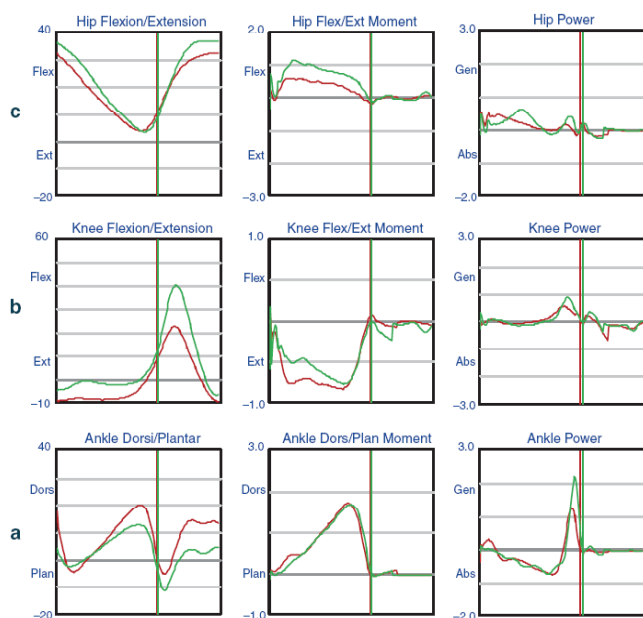 Hip Flexion/Extension
Hip Flex/Ext Moment
Hip Power
40
2.0
3.0
Flex
Flex
Gen
c
Ext
Ext
Abs
–20
–3.0
–2.0
Knee Flexion/Extension
Knee Flex/Ext Moment
Knee Power
60
1.0
3.0
Flex
Flex
Gen
b
Ext
Ext
Abs
–10
–1.0
–3.0
Ankle Dorsi/Plantar
Ankle Dors/Plan Moment
Ankle Power
40
3.0
3.0
Dors
Dors
Gen
a
Plan
Plan
Abs
–20
–1.0
–2.0